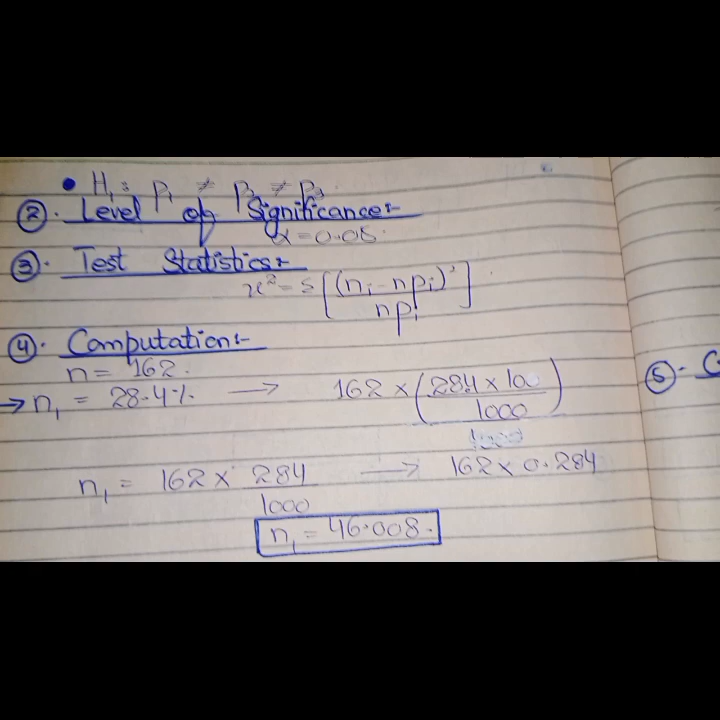 • H₁: p₁ ≠ p₂ ≠ p₃.
②. Level of Significance:-
α = 0.05.
③. Test Statistics:-
x² = Σ[(nᵢ - npᵢ)²/npᵢ]
④. Computation:-
n = 162.
→ n₁ = 28.4%. → 162 × (28.4 × 100/1000)
⑤. C
1000
n₁ = 162 × 284/1000 → 162 × 0.284
n₁ = 46.008.